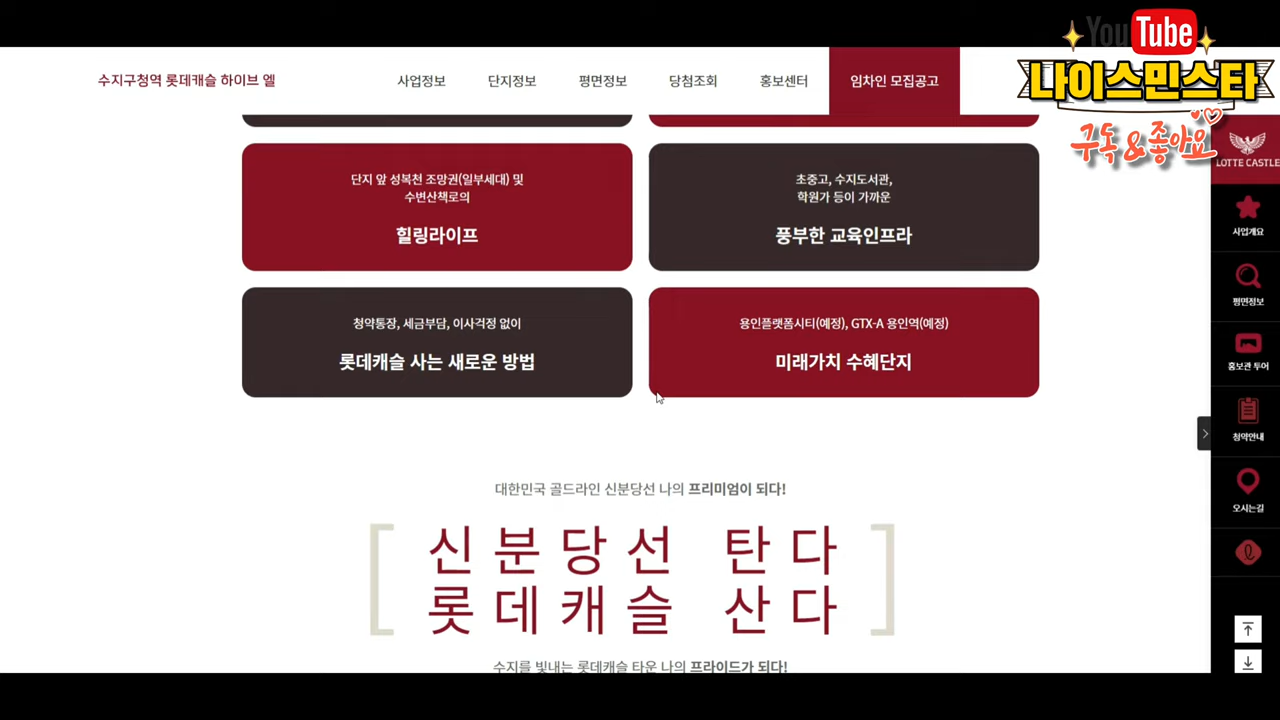 YouTube
나이스민스타
구독&좋아요
수지구청역 롯데캐슬 하이브 엘
사업정보
단지정보
평면정보
당첨조회
홍보센터
임차인 모집공고
단지 앞 성복천 조망권(일부세대) 및
수변산책로의
힐링라이프
초중고, 수지도서관,
학원가 등이 가까운
풍부한 교육인프라
청약통장, 세금부담, 이사걱정 없이
롯데캐슬 사는 새로운 방법
용인플랫폼시티(예정), GTX-A 용인역(예정)
미래가치 수혜단지
대한민국 골드라인 신분당선 나의 프리미엄이 되다!
신분당선 탄다
롯데캐슬 산다
수지를 빛내는 롯데캐슬 타운 나의 프라이드가 되다!
LOTTE CASTLE
사업개요
평면정보
홍보관 투어
청약안내
오시는길